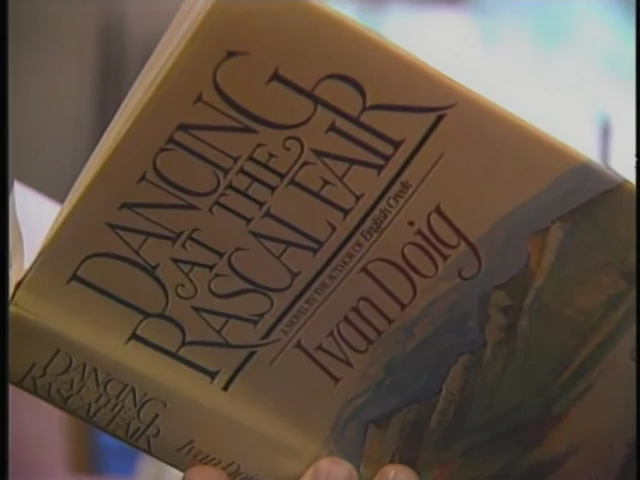 DANCING
AT THE
RASCAL FAIR
A NOVEL BY THE AUTHOR OF English Creek
Ivan Doig
DANCING
AT THE
RASCAL FAIR
Ivan